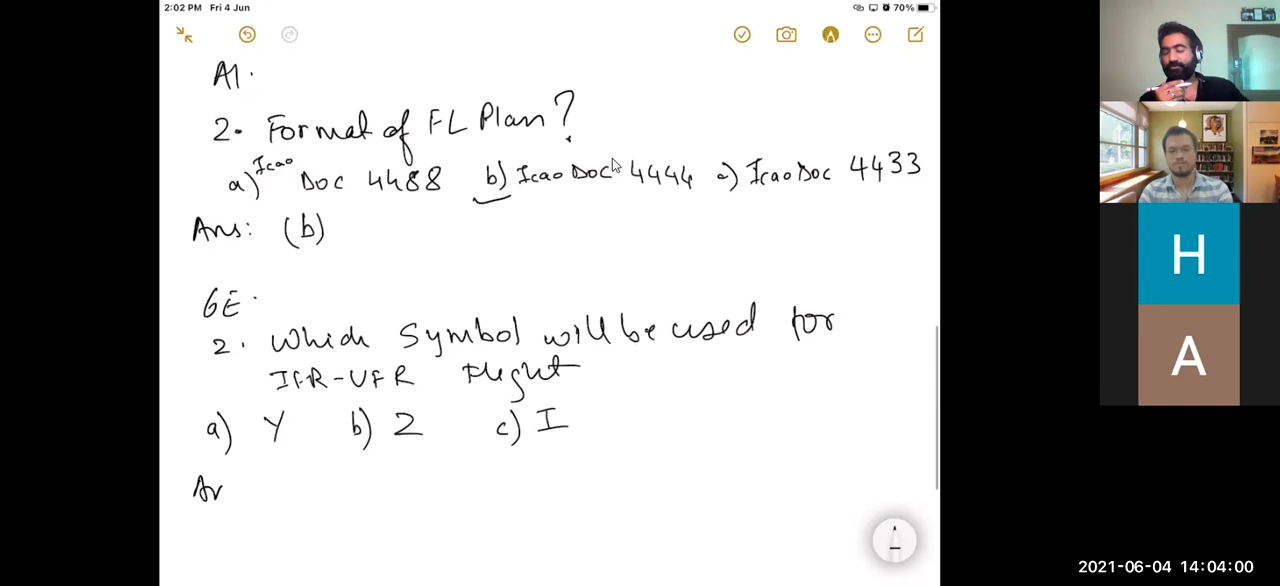 2:02 PM Fri 4 Jun
70%
A1.
2. Format of FL Plan?
a) Icao Doc 4488 b) Icao Doc 4444 c) Icao Doc 4433
Ans: (b)
6E.
2. Which Symbol will be used for
IFR-VFR Flight
a) Y b) Z c) I
An
H
A
2021-06-04 14:04:00